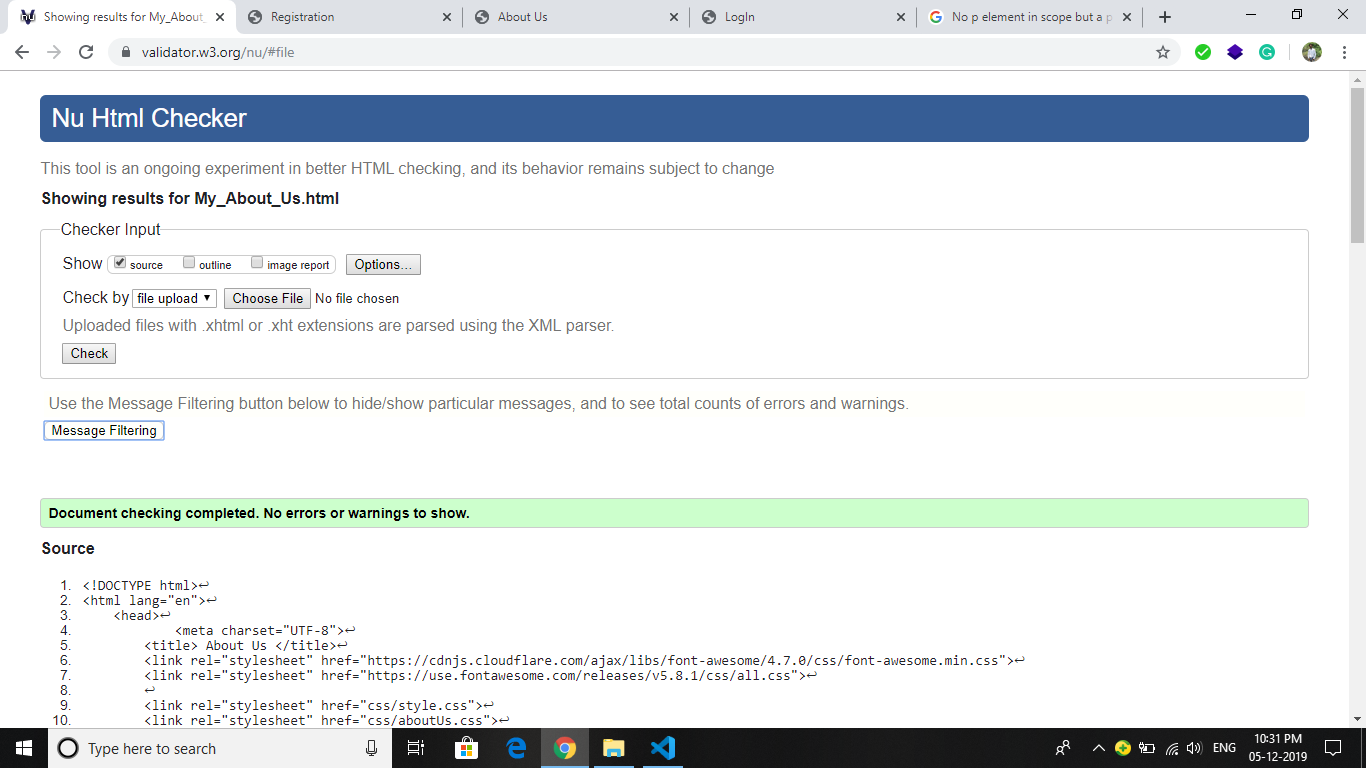 Showing results for My_About_
Registration
About Us
LogIn
No p element in scope but a p
validator.w3.org/nu/#file
Nu Html Checker
This tool is an ongoing experiment in better HTML checking, and its behavior remains subject to change
Showing results for My_About_Us.html
Checker Input
Show source outline image report Options...
Check by file upload Choose File No file chosen
Uploaded files with .xhtml or .xht extensions are parsed using the XML parser.
Check
Use the Message Filtering button below to hide/show particular messages, and to see total counts of errors and warnings.
Message Filtering
Document checking completed. No errors or warnings to show.
Source
1. <!DOCTYPE html>↩
2. <html lang="en">↩
3. <head>↩
4. <meta charset="UTF-8">↩
5. <title> About Us </title>↩
6. <link rel="stylesheet" href="https://cdnjs.cloudflare.com/ajax/libs/font-awesome/4.7.0/css/font-awesome.min.css">↩
7. <link rel="stylesheet" href="https://use.fontawesome.com/releases/v5.8.1/css/all.css">↩
8. ↩
9. <link rel="stylesheet" href="css/style.css">↩
10. <link rel="stylesheet" href="css/aboutUs.css">↩
Type here to search
ENG
10:31 PM
05-12-2019